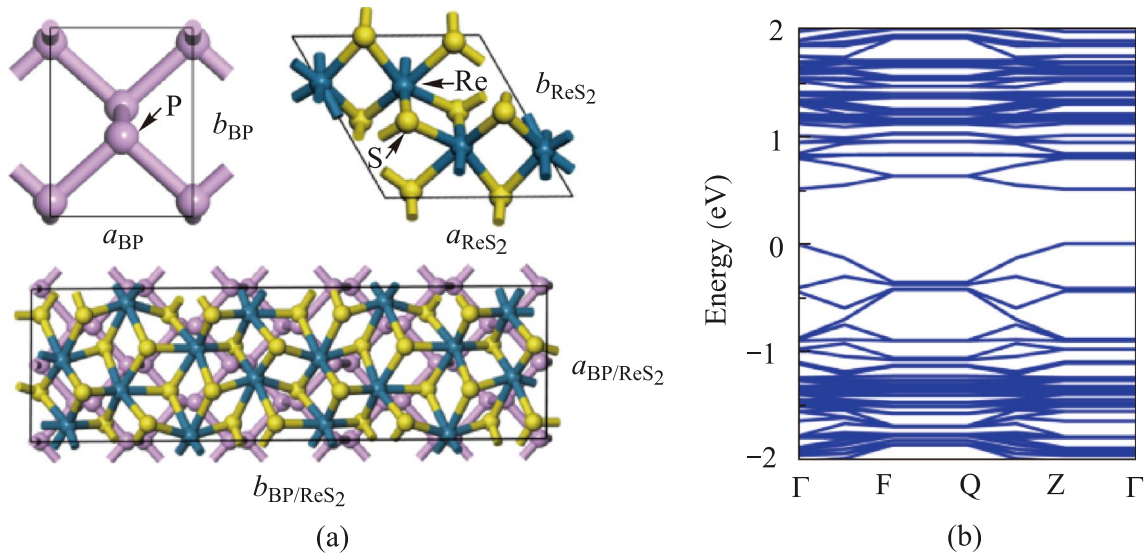 P
b_BP
a_BP
Re
S
b_ReS₂
a_ReS₂
a_BP/ReS₂
b_BP/ReS₂
(a)
2
1
0
−1
−2
Energy (eV)
Γ F Q Z Γ
(b)